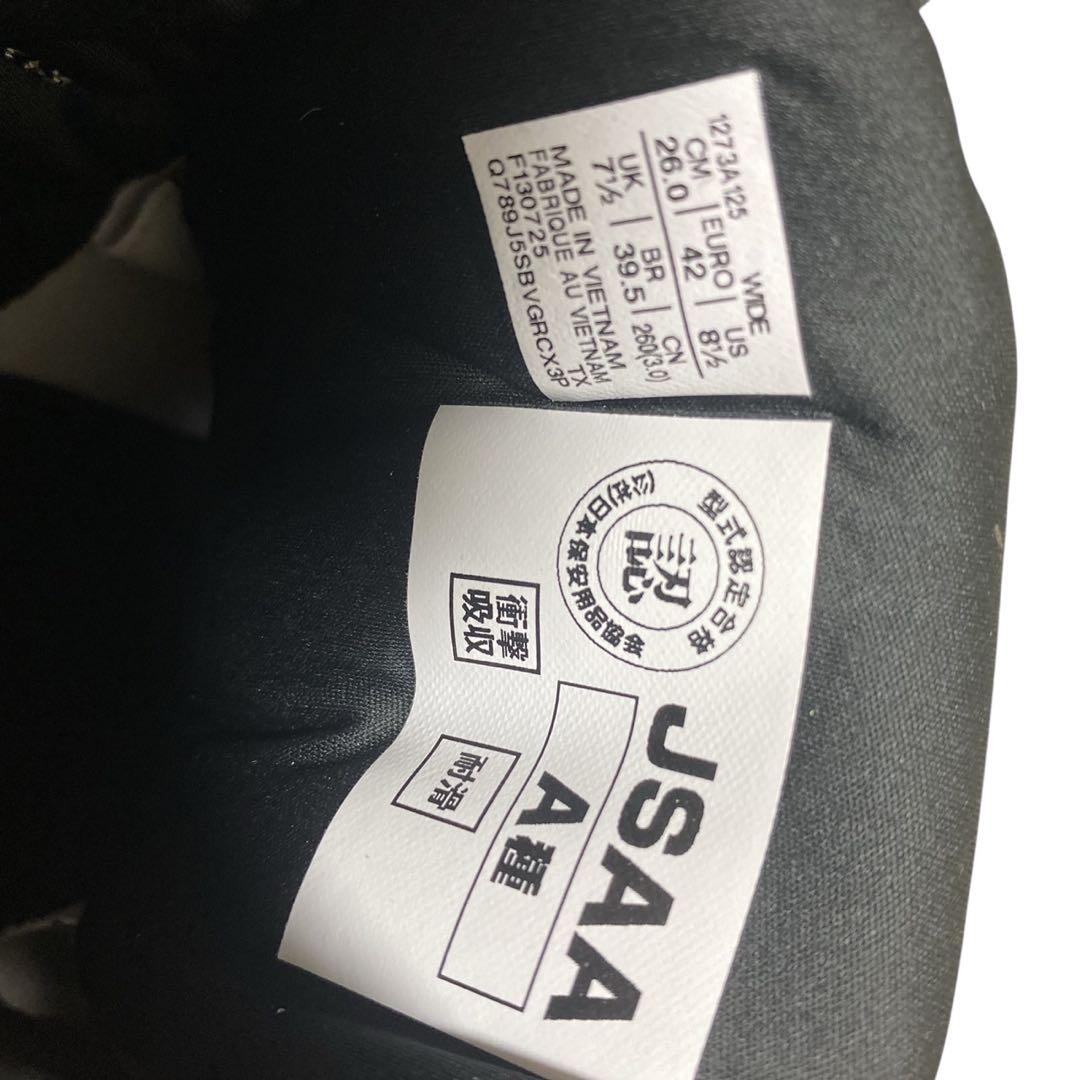 1273A125 WIDE
CM EURO US
26.0 42 8½
UK BR CN
7½ 39.5 260(3.0)
MADE IN VIETNAM
FABRIQUE AU VIETNAM
F130725 TX
Q789J5SBVGRCX3P
型式認定合格
認
(公社)日本保安用品協会
JSAA
A種
衝撃
吸収
耐滑